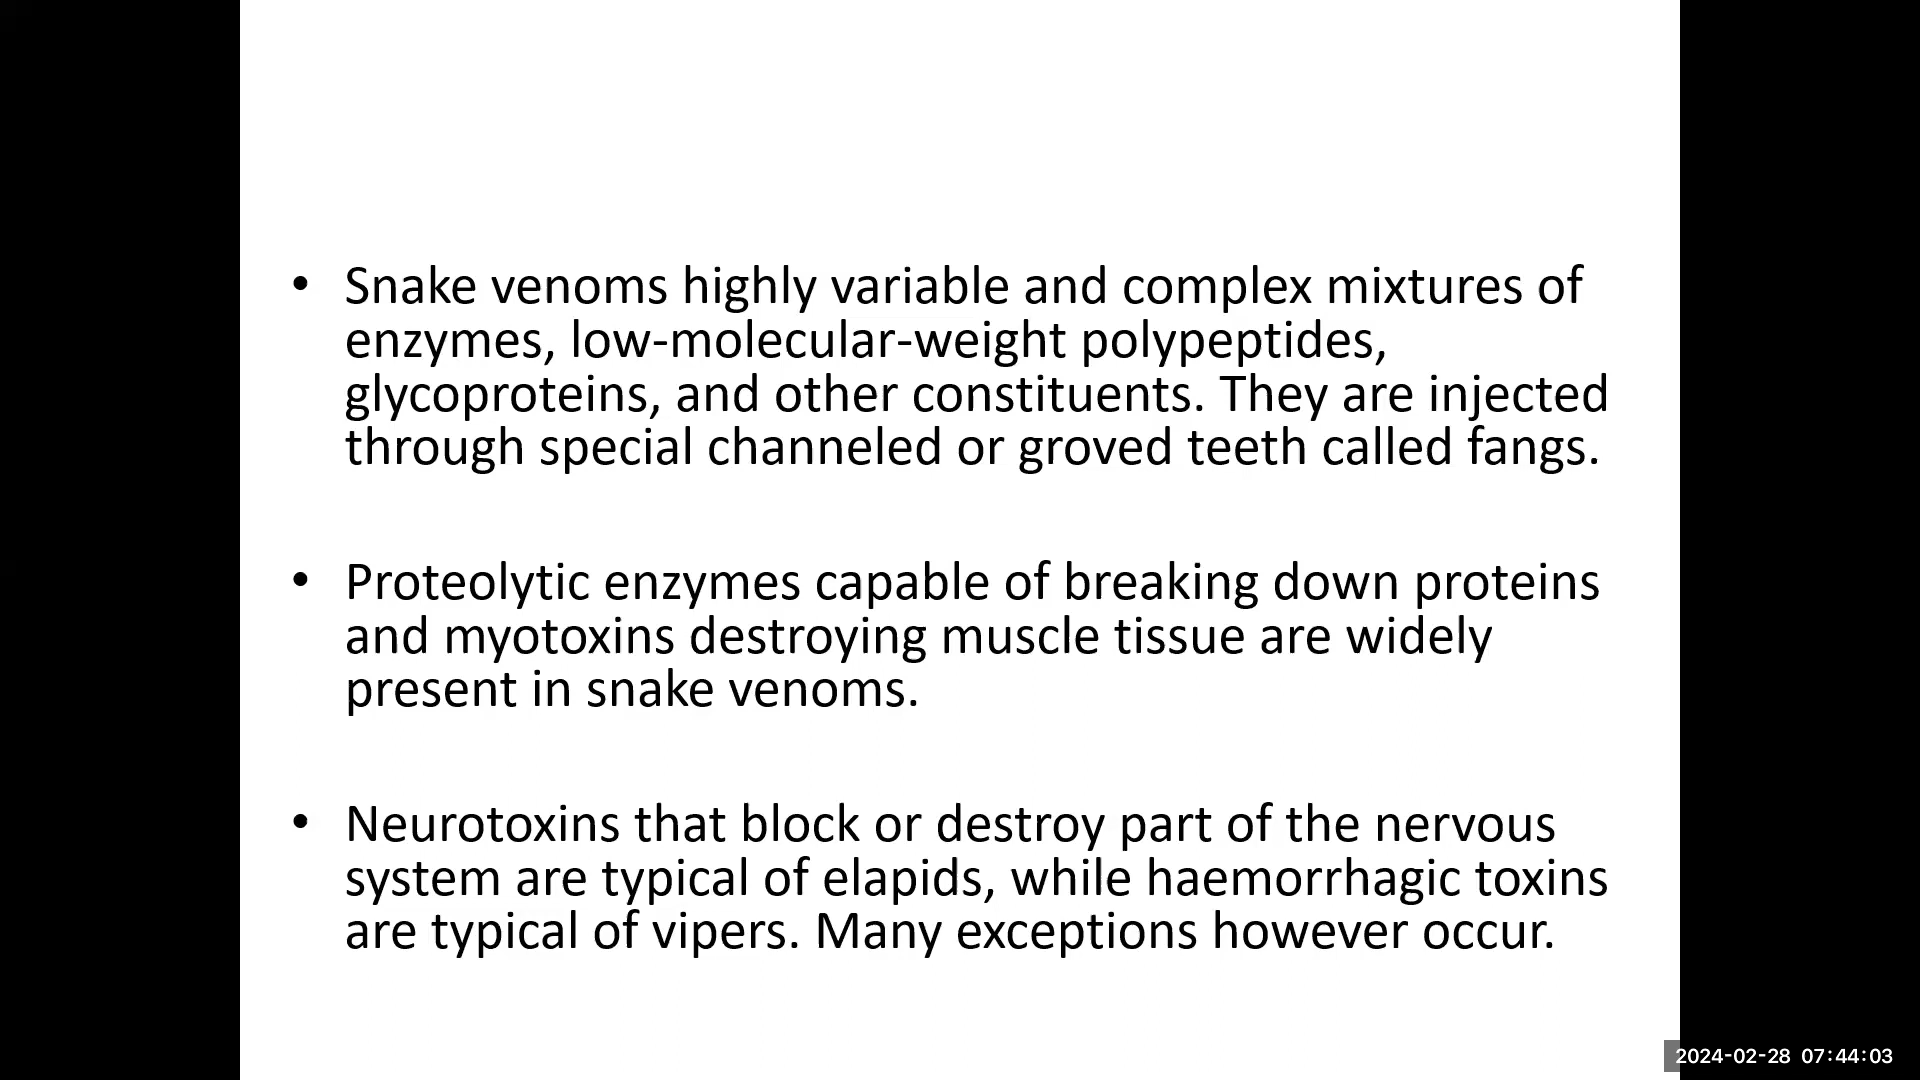 • Snake venoms highly variable and complex mixtures of
enzymes, low-molecular-weight polypeptides,
glycoproteins, and other constituents. They are injected
through special channeled or groved teeth called fangs.
• Proteolytic enzymes capable of breaking down proteins
and myotoxins destroying muscle tissue are widely
present in snake venoms.
• Neurotoxins that block or destroy part of the nervous
system are typical of elapids, while haemorrhagic toxins
are typical of vipers. Many exceptions however occur.
2024-02-28 07:44:03